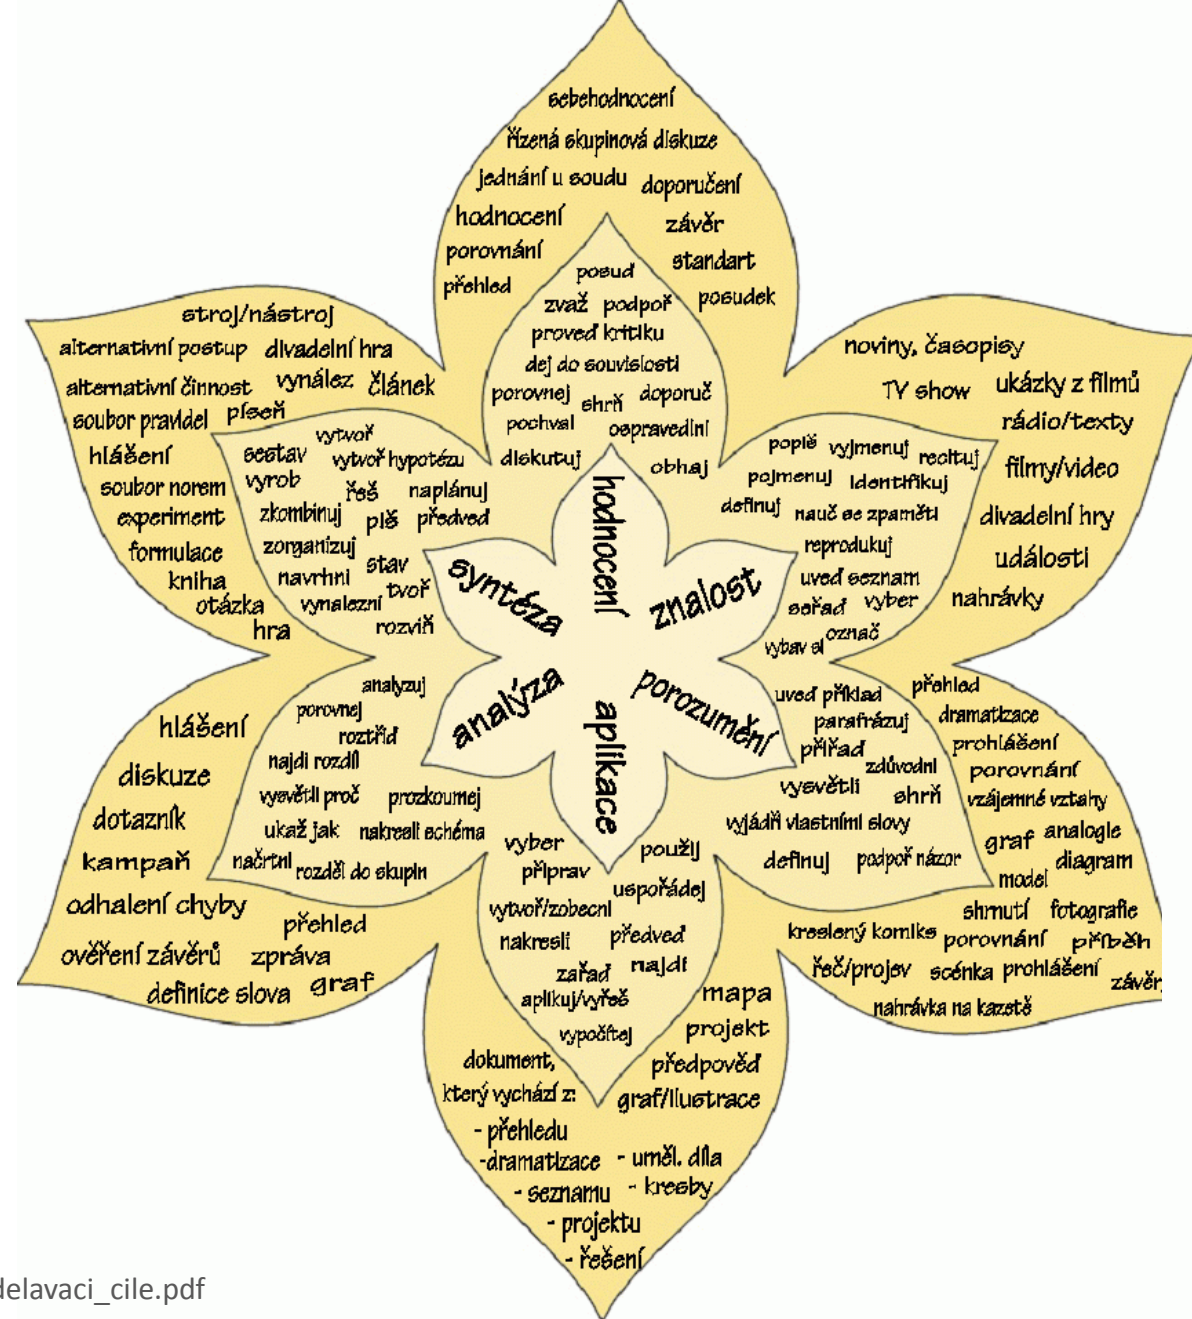 sebehodnocení
řízená skupinová diskuze
jednání u soudu
doporučení
hodnocení
závěr
porovnání
standart
přehled
posudek
posuď
zvaž podpoř
proveď kritiku
dej do souvislosti
porovnej
shrň
doporuč
pochval
ospravedlni
diskutuj
obhaj
hodnocení
noviny, časopisy
TV show
ukázky z filmů
rádio/texty
filmy/video
divadelní hry
události
nahrávky
popiš
vyjmenuj
recituj
pojmenuj
identifikuj
definuj
nauč se zpaměti
reprodukuj
uveď seznam
seřaď
vyber
označ
vybav si
znalost
uveď příklad
parafrázuj
přiřaď
zdůvodni
vysvětli
shrň
vyjádři vlastními slovy
definuj
podpoř názor
porozumění
přehled
dramatizace
prohlášení
porovnání
vzájemné vztahy
graf
analogie
diagram
model
shrnutí
fotografie
kreslený komiks
porovnání
příběh
řeč/projev
scénka
prohlášení
závěr
nahrávka na kazetě
aplikace
vyber
použij
připrav
uspořádej
vytvoř/zobecni
nakresli
předveď
zařaď
najdi
aplikuj/vyřeš
vypočítej
mapa
projekt
předpověď
graf/ilustrace
dokument,
který vychází z:
- přehledu
-dramatizace
- uměl. díla
- seznamu
- kresby
- projektu
- řešení
analýza
analyzuj
porovnej
roztřiď
najdi rozdíl
vysvětli proč
prozkoumej
ukaž jak
nakresli schéma
načrtni
rozděl do skupin
hlášení
diskuze
dotazník
kampaň
odhalení chyby
přehled
ověření závěrů
zpráva
definice slova
graf
syntéza
vytvoř
sestav
vytvoř hypotézu
vyrob
řeš
naplánuj
zkombinuj
piš
předveď
zorganizuj
stav
navrhni
tvoř
vynalezni
rozviň
stroj/nástroj
alternativní postup
divadelní hra
alternativní činnost
vynález
článek
soubor pravidel
píseň
hlášení
soubor norem
experiment
formulace
kniha
otázka
hra
delavaci_cile.pdf